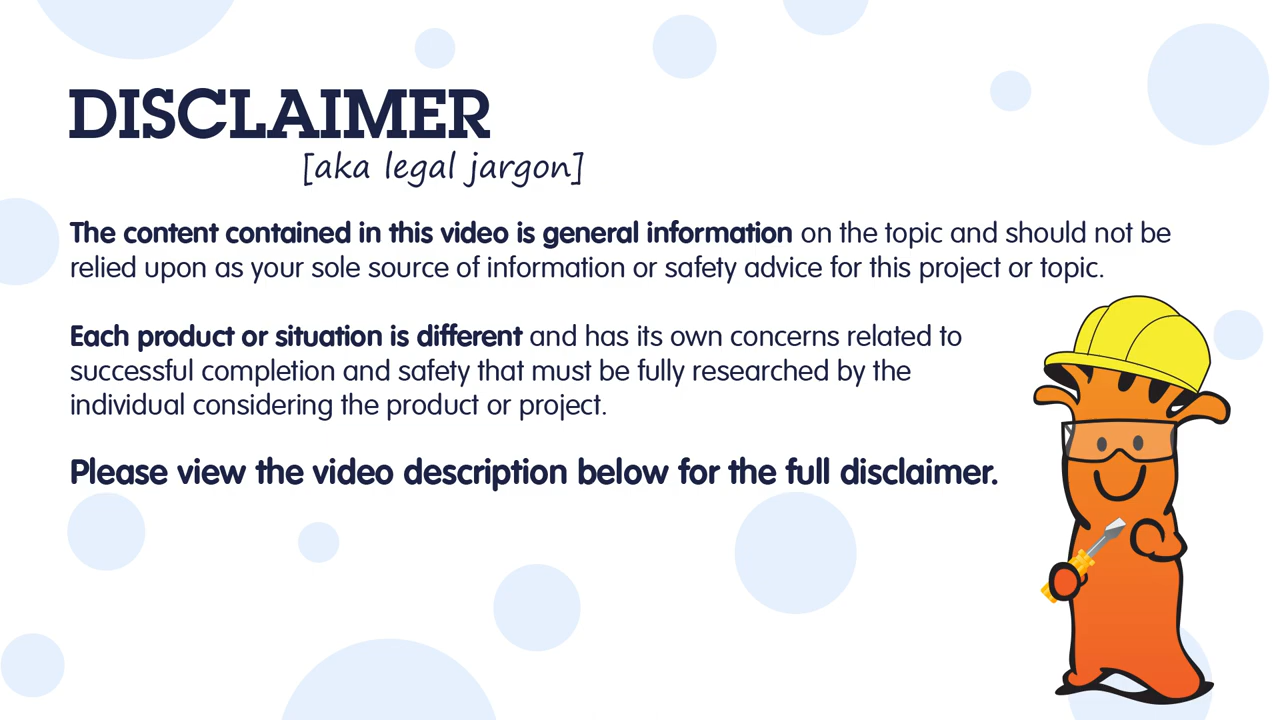 DISCLAIMER
[aka legal jargon]
The content contained in this video is general information on the topic and should not be
relied upon as your sole source of information or safety advice for this project or topic.
Each product or situation is different and has its own concerns related to
successful completion and safety that must be fully researched by the
individual considering the product or project.
Please view the video description below for the full disclaimer.